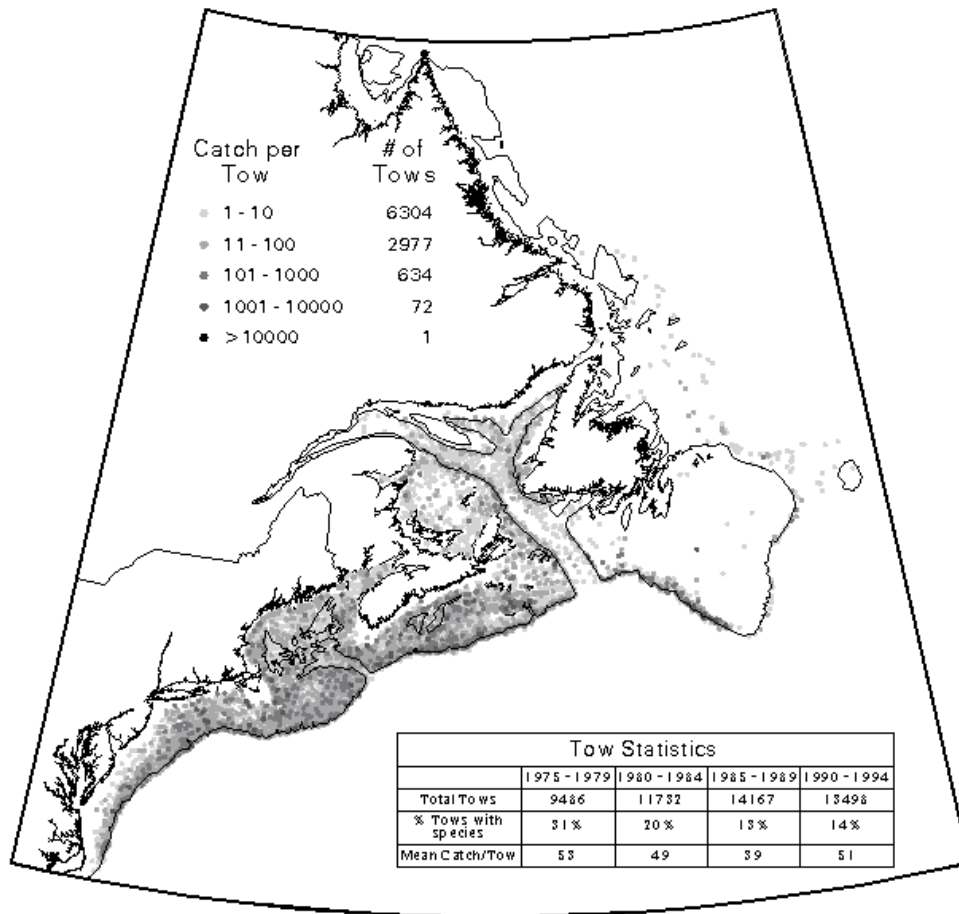 Catch per # of
Tow Tows
1 - 10 6304
11 - 100 2977
101 - 1000 634
1001 - 10000 72
>10000 1
Tow Statistics
1975 - 1979 1980 - 1984 1985 - 1989 1990 - 1994
Total Tows 9486 11732 14167 13498
% Tows with species 31% 20% 13% 14%
Mean Catch/Tow 53 49 39 51